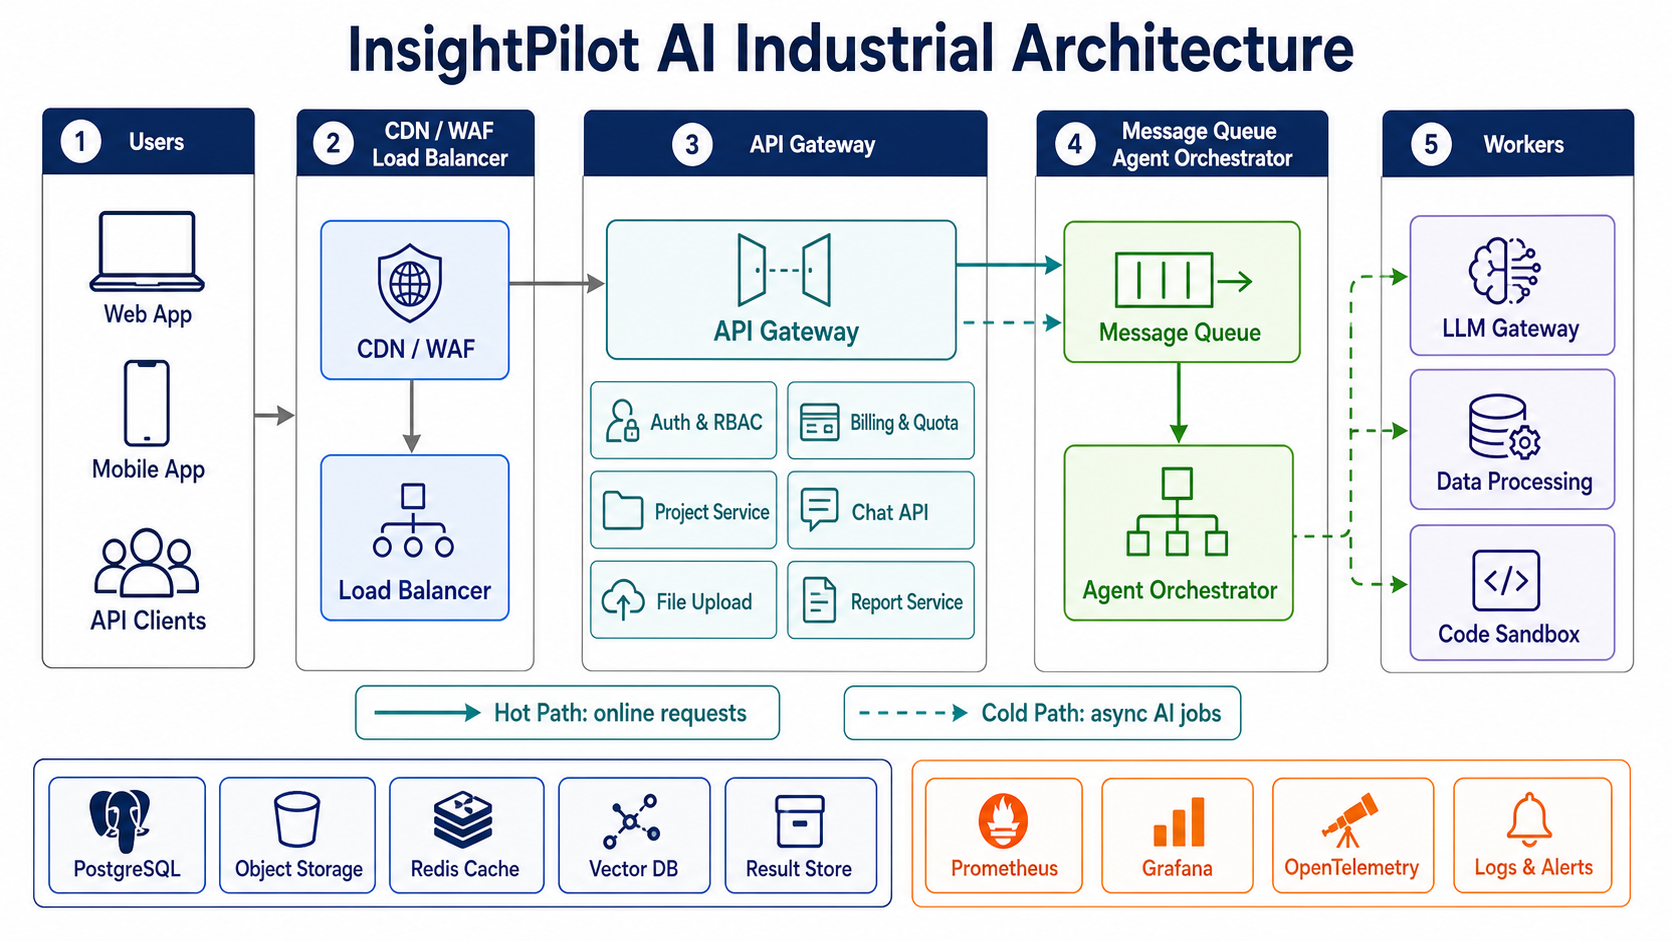 InsightPilot AI Industrial Architecture
1
Users
Web App
Mobile App
API Clients
2
CDN / WAF
Load Balancer
CDN / WAF
Load Balancer
3
API Gateway
API Gateway
Auth & RBAC
Billing & Quota
Project Service
Chat API
File Upload
Report Service
4
Message Queue
Agent Orchestrator
Message Queue
Agent Orchestrator
5
Workers
LLM Gateway
Data Processing
</>
Code Sandbox
Hot Path: online requests
Cold Path: async AI jobs
PostgreSQL
Object Storage
Redis Cache
Vector DB
Result Store
Prometheus
Grafana
OpenTelemetry
Logs & Alerts